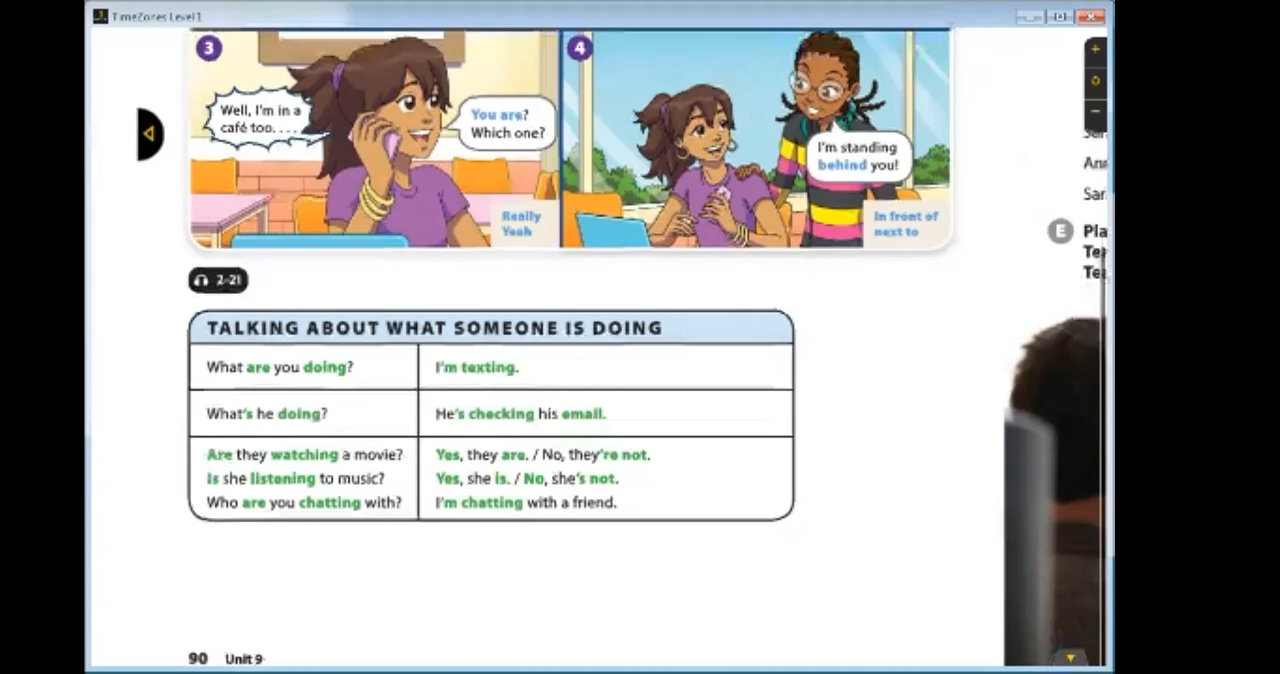 TimeZones Level 1
3
4
Well, I'm in a
café too. . . .
You are?
Which one?
I'm standing
behind you!
Really
Yeah
In front of
next to
Ann
Sar
E
Pla
Tea
Tea
2-21
TALKING ABOUT WHAT SOMEONE IS DOING
What are you doing?
I'm texting.
What's he doing?
He's checking his email.
Are they watching a movie?
Yes, they are. / No, they're not.
Is she listening to music?
Yes, she is. / No, she's not.
Who are you chatting with?
I'm chatting with a friend.
90 Unit 9